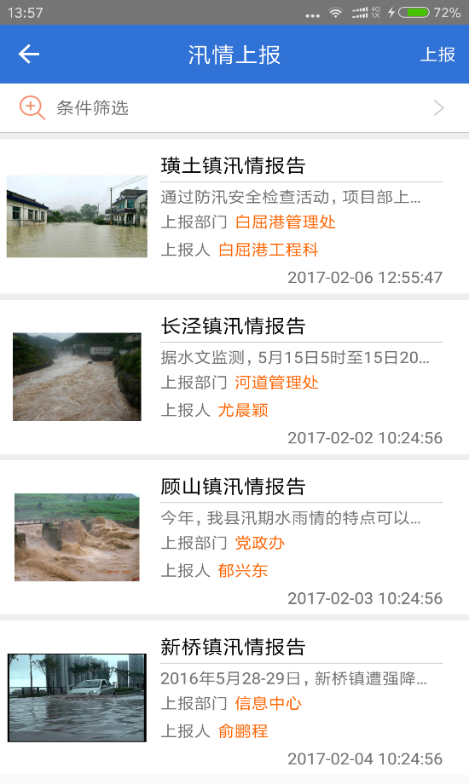 13:57
4G 1X 72%
汛情上报
上报
条件筛选
璜土镇汛情报告
通过防汛安全检查活动，项目部上...
上报部门 白屈港管理处
上报人 白屈港工程科
2017-02-06 12:55:47
长泾镇汛情报告
据水文监测，5月15日5时至15日20...
上报部门 河道管理处
上报人 尤晨颖
2017-02-02 10:24:56
顾山镇汛情报告
今年，我县汛期水雨情的特点可以...
上报部门 党政办
上报人 郁兴东
2017-02-03 10:24:56
新桥镇汛情报告
2016年5月28-29日，新桥镇遭强降...
上报部门 信息中心
上报人 俞鹏程
2017-02-04 10:24:56